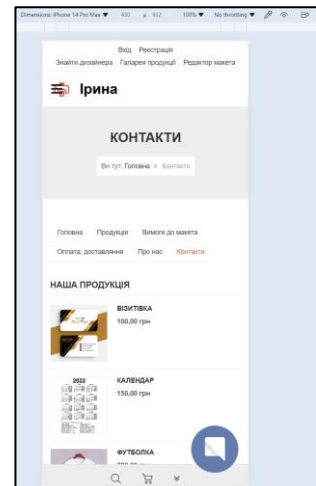 Dimensions: iPhone 14 Pro Max ▼ 430 x 932 100% ▼ No throttling ▼
Вхід Реєстрація
Знайти дизайнера Галарея продукції Редактор макета
Ірина
КОНТАКТИ
Ви тут: Головна » Контакти
Головна Продукція Вимоги до макета
Оплата, доставляння Про нас Контакти
НАША ПРОДУКЦІЯ
ВІЗИТІВКА
100,00 грн
2022
КАЛЕНДАР
150,00 грн
ФУТБОЛКА